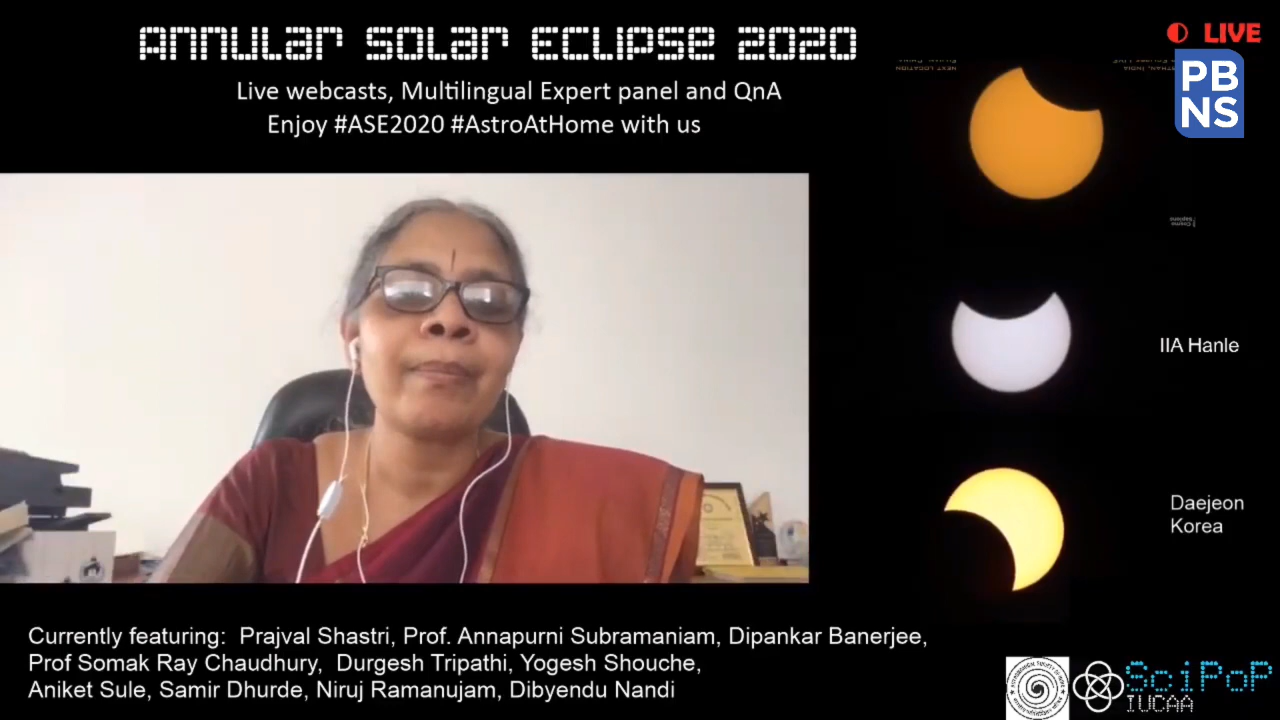 ANNULAR SOLAR ECLIPSE 2020
Live webcasts, Multilingual Expert panel and QnA
Enjoy #ASE2020 #AstroAtHome with us
LIVE
PB
NS
IIA Hanle
Daejeon
Korea
Currently featuring:  Prajval Shastri, Prof. Annapurni Subramaniam, Dipankar Banerjee,
Prof Somak Ray Chaudhury,  Durgesh Tripathi, Yogesh Shouche,
Aniket Sule, Samir Dhurde, Niruj Ramanujam, Dibyendu Nandi
SciPoP
IUCAA